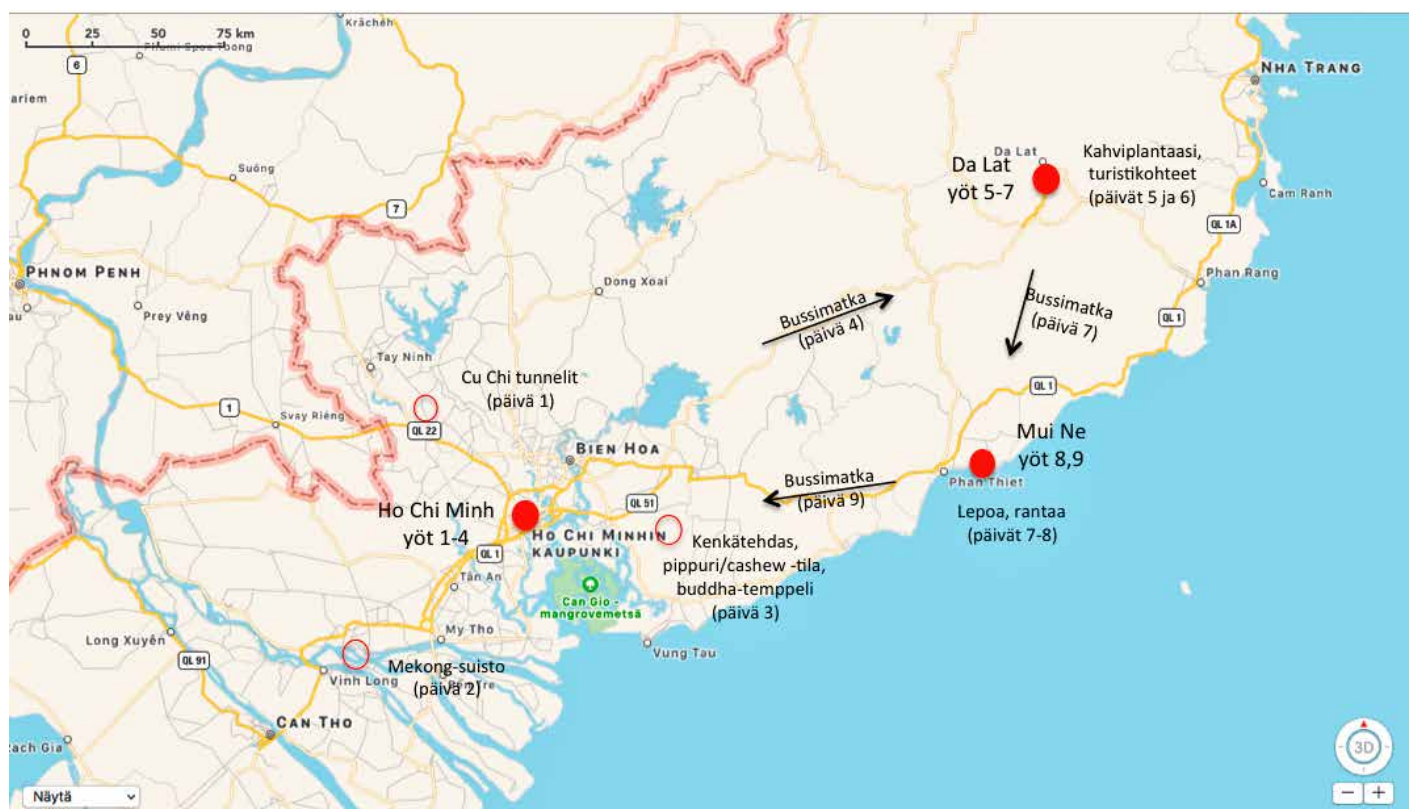 Krâchéh
0 25 50 75 km
6
NHA TRANG
ariem
Da Lat
Da Lat
yöt 5-7
Kahviplantaasi,
turistikohteet
(päivät 5 ja 6)
Suŏng
Cam Ranh
7
QL 1A
PHNOM PENH
Phan Rang
Dong Xoai
Prey Vêng
Bussimatka
(päivä 4)
Bussimatka
(päivä 7)
QL 1
Tay Ninh
Cu Chi tunnelit
(päivä 1)
QL 1
1
Svay Riĕng
QL 22
BIEN HOA
Mui Ne
yöt 8,9
Bussimatka
(päivä 9)
Phan Thiet
Ho Chi Minh
yöt 1-4
QL 51
Lepoa, rantaa
(päivät 7-8)
HO CHI MINHIN
KAUPUNKI
QL 1
Kenkätehdas,
pippuri/cashew -tila,
buddha-temppeli
(päivä 3)
Tân An
Can Gio -
mangrovemetsä
Long Xuyên
My Tho
Vung Tau
QL 91
Mekong-suisto
(päivä 2)
Vinh Long
CAN THO
Rach Gia
3D
Näytä
− +